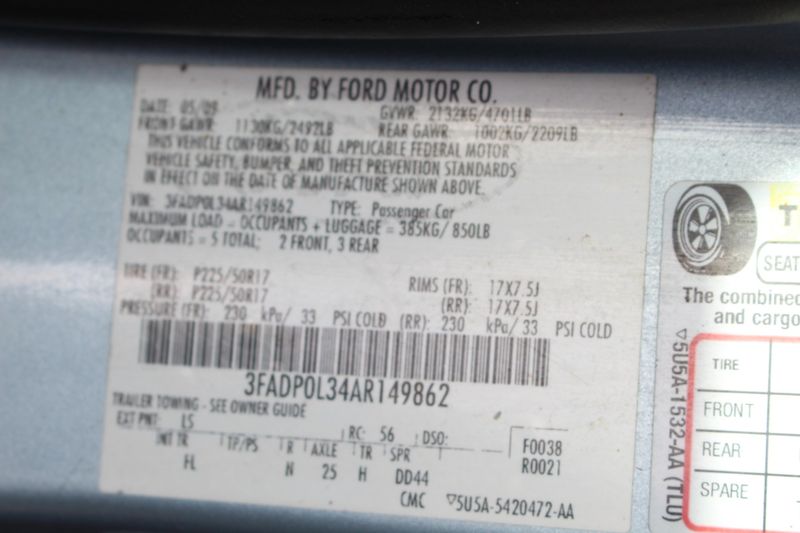 MFD. BY FORD MOTOR CO.
DATE: 05/09 GVWR: 2132KG/4701LB
FRONT GAWR: 1130KG/2492LB REAR GAWR: 1002KG/2209LB
THIS VEHICLE CONFORMS TO ALL APPLICABLE FEDERAL MOTOR
VEHICLE SAFETY, BUMPER, AND THEFT PREVENTION STANDARDS
IN EFFECT ON THE DATE OF MANUFACTURE SHOWN ABOVE.
VIN: 3FADP0L34AR149862 TYPE: Passenger Car
MAXIMUM LOAD = OCCUPANTS + LUGGAGE = 385KG/ 850LB
OCCUPANTS = 5 TOTAL; 2 FRONT, 3 REAR
TIRE (FR): P225/50R17 RIMS (FR): 17X7.5J
(RR): P225/50R17 (RR): 17X7.5J
PRESSURE (FR): 230 kPa/ 33 PSI COLD (RR): 230 kPa/ 33 PSI COLD
3FADP0L34AR149862
TRAILER TOWING - SEE OWNER GUIDE
EXT PNT: LS RC: 56 DSO: F0038
INT TR TP/PS R AXLE TR SPR R0021
FL N 25 H DD44
CMC ▽5U5A-5420472-AA
T
SEAT
The combined
and cargo
TIRE
FRONT
REAR
SPARE
▽5U5A-1532-AA (TLU)